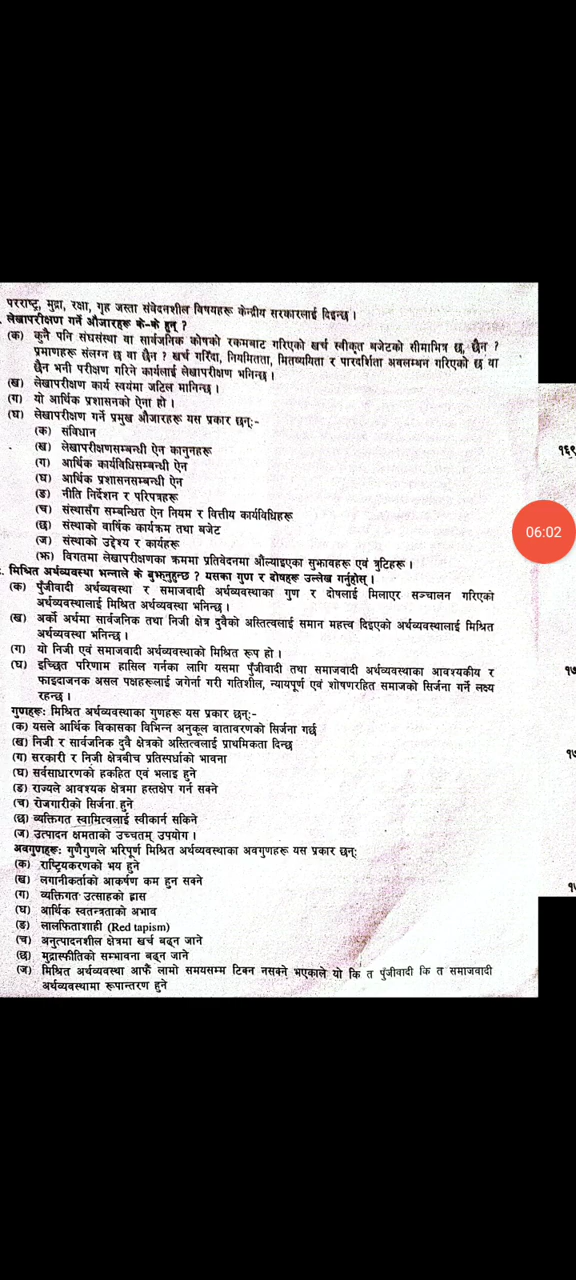 परराष्ट्र, मुद्रा, रक्षा, गृह जस्ता संवेदनशील विषयहरू केन्द्रीय सरकारलाई दिइन्छ ।
. लेखापरीक्षण गर्ने औजारहरू के-के हुन् ?
(क) कुनै पनि संघसंस्था वा सार्वजनिक कोषको रकमबाट गरिएको खर्च स्वीकृत बजेटको सीमाभित्र छ, छैन ?
प्रमाणहरू संलग्न छ वा छैन ? खर्च गरिँदा, नियमितता, मितव्ययिता र पारदर्शिता अवलम्बन गरिएको छ वा
छैन भनी परीक्षण गरिने कार्यलाई लेखापरीक्षण भनिन्छ ।
(ख) लेखापरीक्षण कार्य स्वयंमा जटिल मानिन्छ ।
(ग) यो आर्थिक प्रशासनको ऐना हो ।
(घ) लेखापरीक्षण गर्ने प्रमुख औजारहरू यस प्रकार छन्:-
(क) संविधान
(ख) लेखापरीक्षणसम्बन्धी ऐन कानुनहरू
१६९
(ग) आर्थिक कार्यविधिसम्बन्धी ऐन
(घ) आर्थिक प्रशासनसम्बन्धी ऐन
(ङ) नीति निर्देशन र परिपत्रहरू
(च) संस्थासँग सम्बन्धित ऐन नियम र वित्तीय कार्यविधिहरू
(छ) संस्थाको वार्षिक कार्यक्रम तथा बजेट
06:02
(ज) संस्थाको उद्देश्य र कार्यहरू
(झ) विगतमा लेखापरीक्षणका क्रममा प्रतिवेदनमा औंल्याइएका सुझावहरू एवं त्रुटिहरू ।
. मिश्रित अर्थव्यवस्था भन्नाले के बुझ्नुहुन्छ ? यसका गुण र दोषहरू उल्लेख गर्नुहोस् ।
(क) पुँजीवादी अर्थव्यवस्था र समाजवादी अर्थव्यवस्थाका गुण र दोषलाई मिलाएर सञ्चालन गरिएको
अर्थव्यवस्थालाई मिश्रित अर्थव्यवस्था भनिन्छ ।
(ख) अर्को अर्थमा सार्वजनिक तथा निजी क्षेत्र दुवैको अस्तित्वलाई समान महत्त्व दिइएको अर्थव्यवस्थालाई मिश्रित
अर्थव्यवस्था भनिन्छ ।
(ग) यो निजी एवं समाजवादी अर्थव्यवस्थाको मिश्रित रूप हो ।
(घ) इच्छित परिणाम हासिल गर्नका लागि यसमा पुँजीवादी तथा समाजवादी अर्थव्यवस्थाका आवश्यकीय र
फाइदाजनक असल पक्षहरूलाई जगेर्ना गरी गतिशील, न्यायपूर्ण एवं शोषणरहित समाजको सिर्जना गर्ने लक्ष्य
१७
रहन्छ ।
गुणहरू: मिश्रित अर्थव्यवस्थाका गुणहरू यस प्रकार छन्:-
(क) यसले आर्थिक विकासका विभिन्न अनुकूल वातावरणको सिर्जना गर्छ
(ख) निजी र सार्वजनिक दुवै क्षेत्रको अस्तित्वलाई प्राथमिकता दिन्छ
(ग) सरकारी र निजी क्षेत्रबीच प्रतिस्पर्धाको भावना
(घ) सर्वसाधारणको हकहित एवं भलाइ हुने
(ङ) राज्यले आवश्यक क्षेत्रमा हस्तक्षेप गर्न सक्ने
(च) रोजगारीको सिर्जना हुने
(छ) व्यक्तिगत स्वामित्वलाई स्वीकार्न सकिने
(ज) उत्पादन क्षमताको उच्चतम् उपयोग ।
अवगुणहरू: गुणैगुणले भरिपूर्ण मिश्रित अर्थव्यवस्थाका अवगुणहरू यस प्रकार छन्:
(क) राष्ट्रियकरणको भय हुने
(ख) लगानीकर्ताको आकर्षण कम हुन सक्ने
(ग) व्यक्तिगत उत्साहको ह्रास
(घ) आर्थिक स्वतन्त्रताको अभाव
(ङ) लालफिताशाही (Red tapism)
(च) अनुत्पादनशील क्षेत्रमा खर्च बढ्न जाने
(छ) मुद्रास्फीतिको सम्भावना बढ्न जाने
(ज) मिश्रित अर्थव्यवस्था आफैँ लामो समयसम्म टिक्न नसक्ने भएकाले यो कि त पुँजीवादी कि त समाजवादी
अर्थव्यवस्थामा रूपान्तरण हुने